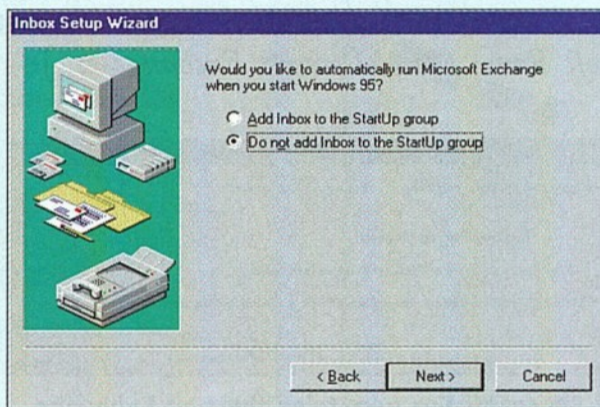 Inbox Setup Wizard
Would you like to automatically run Microsoft Exchange
when you start Windows 95?
Add Inbox to the StartUp group
Do not add Inbox to the StartUp group
< Back
Next >
Cancel